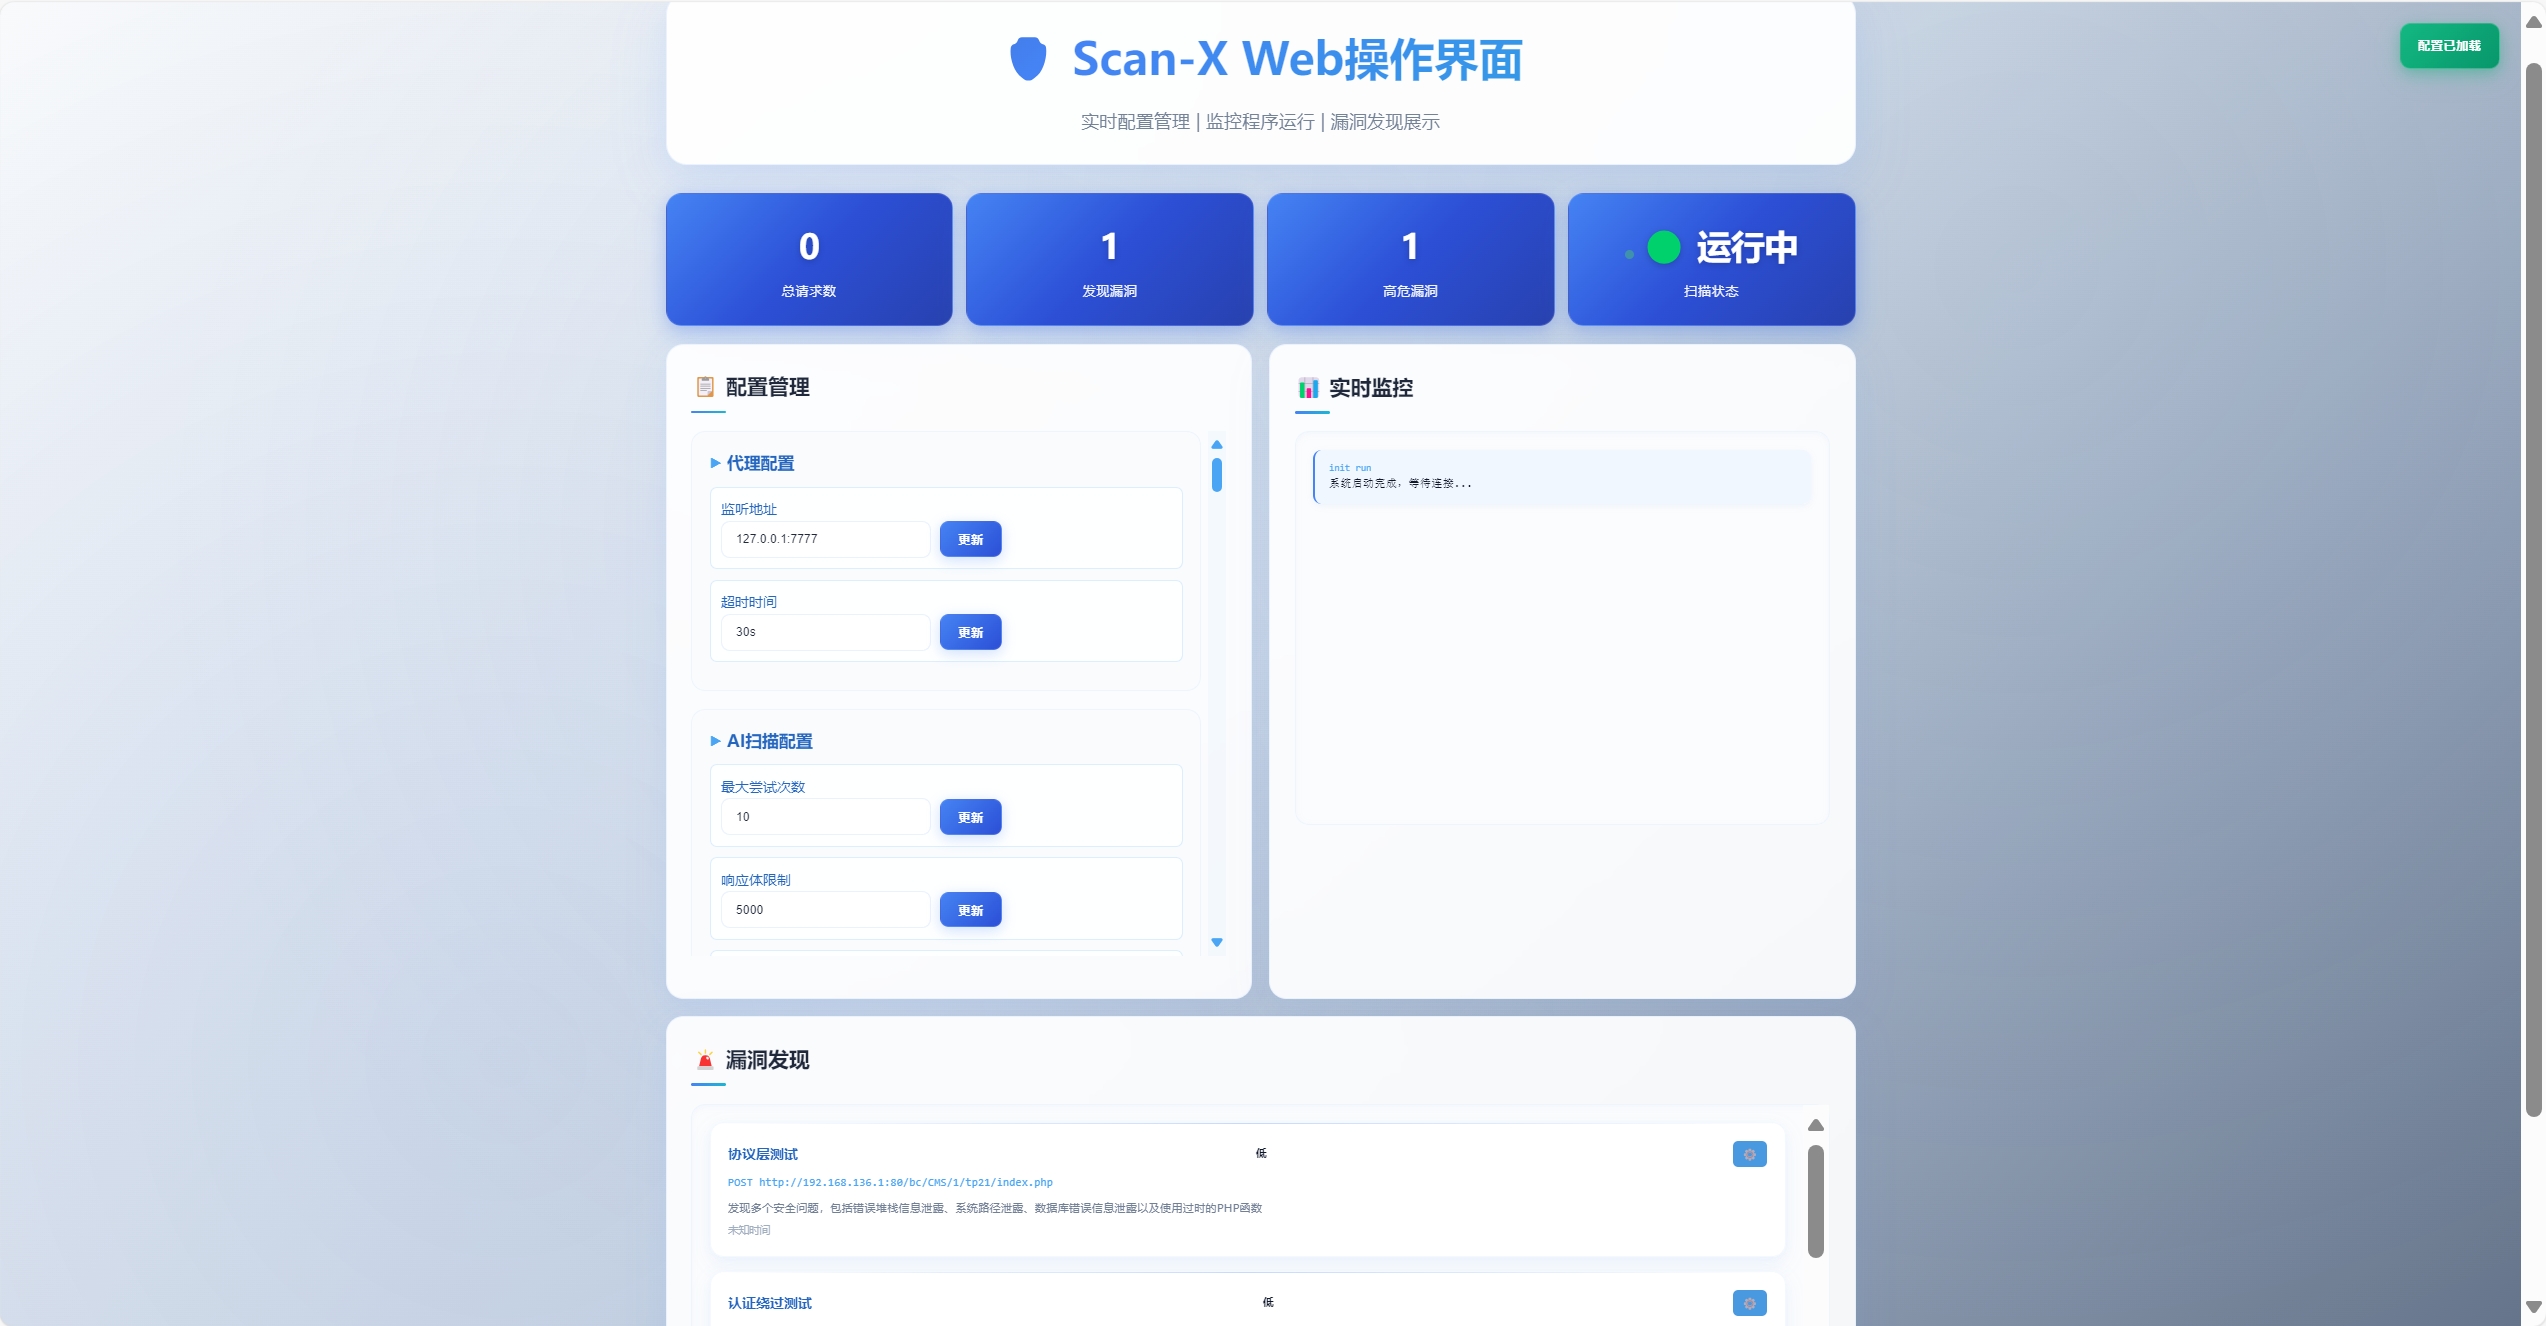 Scan-X Web操作界面
配置已加载
实时配置管理 | 监控程序运行 | 漏洞发现展示
0
总请求数
1
发现漏洞
1
高危漏洞
运行中
扫描状态
配置管理
代理配置
监听地址
127.0.0.1:7777
更新
超时时间
30s
更新
AI扫描配置
最大尝试次数
10
更新
响应体限制
5000
更新
实时监控
init run
系统启动完成，等待连接...
漏洞发现
协议层测试
低
POST http://192.168.136.1:80/bc/CMS/1/tp21/index.php
发现多个安全问题，包括错误堆栈信息泄露、系统路径泄露、数据库错误信息泄露以及使用过时的PHP函数
未知时间
认证绕过测试
低